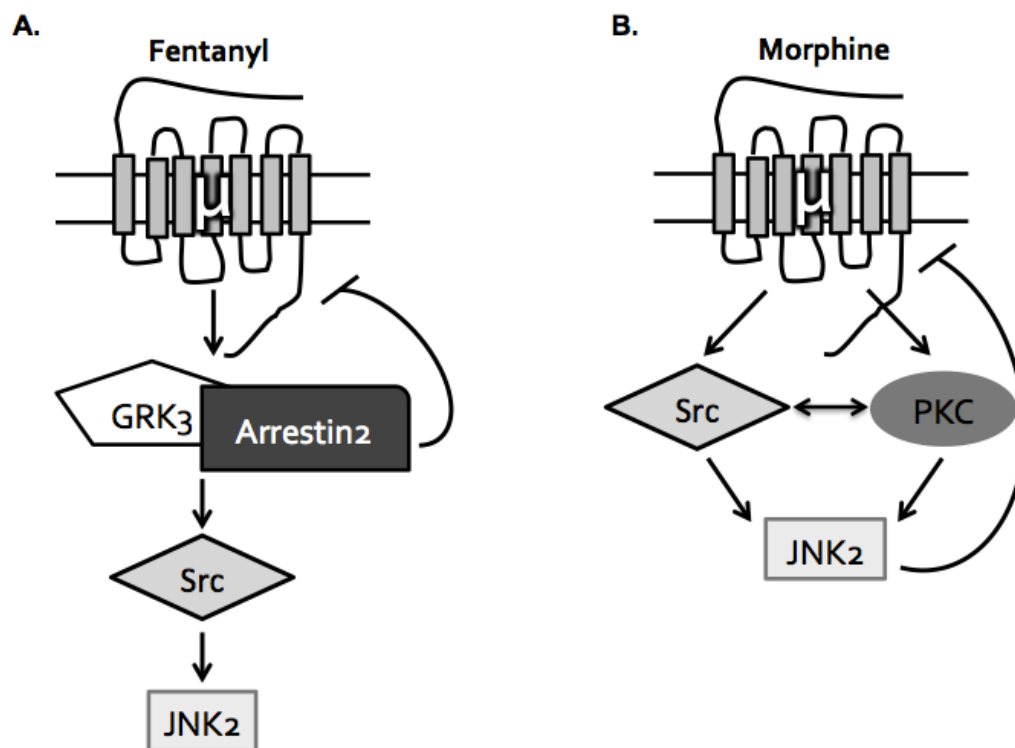 A.
Fentanyl
μ
GRK3
Arrestin2
Src
JNK2
B.
Morphine
μ
Src
PKC
JNK2